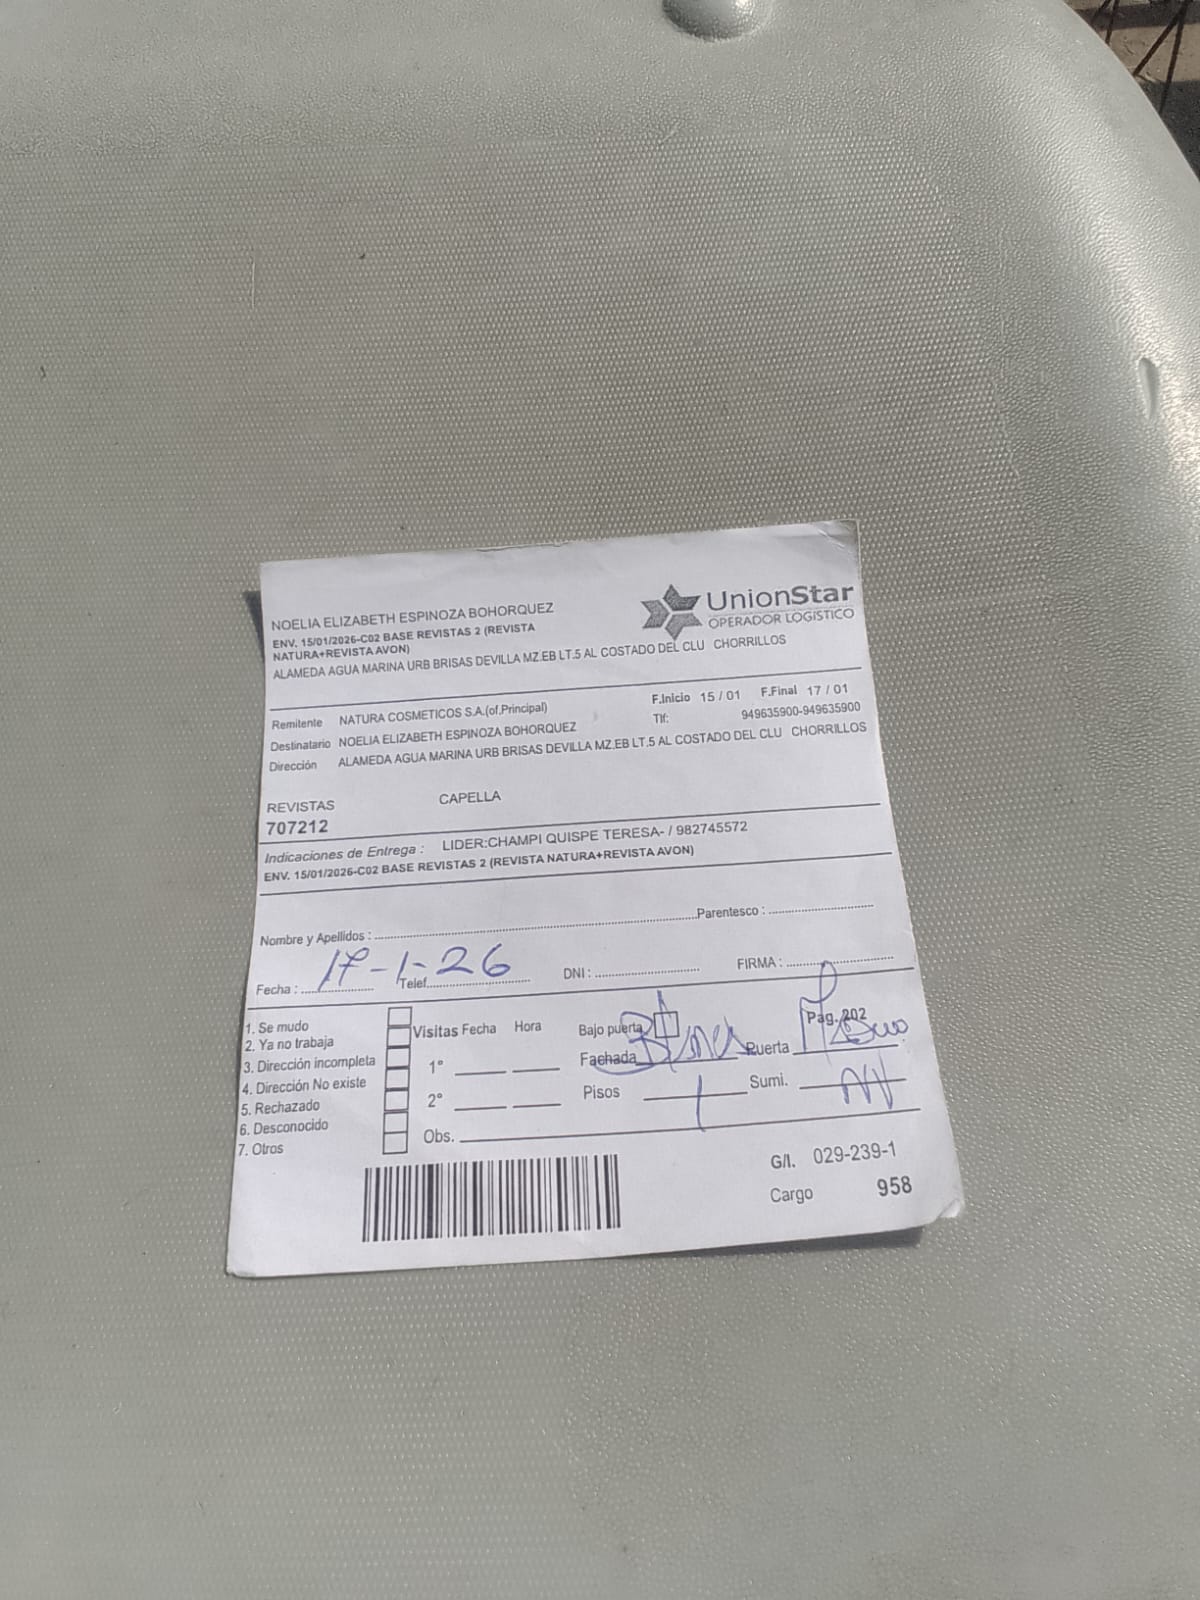 NOELIA ELIZABETH ESPINOZA BOHORQUEZ
UnionStar
OPERADOR LOGÍSTICO
ENV. 15/01/2026-C02 BASE REVISTAS 2 (REVISTA
NATURA+REVISTA AVON)
ALAMEDA AGUA MARINA URB BRISAS DEVILLA MZ.EB LT.5 AL COSTADO DEL CLU CHORRILLOS
Remitente NATURA COSMETICOS S.A.(of.Principal) F.Inicio 15 / 01 F.Final 17 / 01
Destinatario NOELIA ELIZABETH ESPINOZA BOHORQUEZ Tlf: 949635900-949635900
Dirección ALAMEDA AGUA MARINA URB BRISAS DEVILLA MZ.EB LT.5 AL COSTADO DEL CLU CHORRILLOS
REVISTAS CAPELLA
707212
Indicaciones de Entrega : LIDER:CHAMPI QUISPE TERESA- / 982745572
ENV. 15/01/2026-C02 BASE REVISTAS 2 (REVISTA NATURA+REVISTA AVON)
Nombre y Apellidos : Parentesco :
Fecha : 17-1-26 Telef. DNI : FIRMA :
1. Se mudo
2. Ya no trabaja
3. Dirección incompleta
4. Dirección No existe
5. Rechazado
6. Desconocido
7. Otros
Visitas Fecha Hora
1°
2°
Obs.
Bajo puerta Pag. 202
Fachada Puerta
Pisos 1 Sumi.
G/I. 029-239-1
Cargo 958